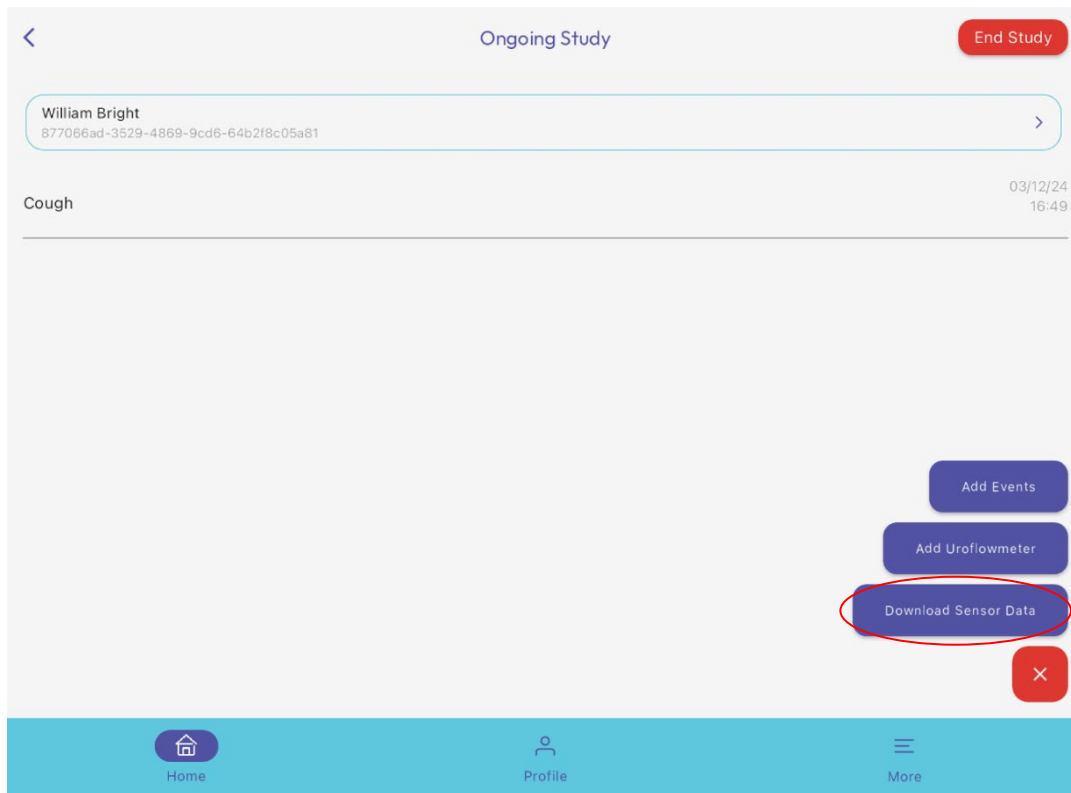 Ongoing Study
End Study
William Bright
877066ad-3529-4869-9cd6-64b2f8c05a81
03/12/24
Cough
16:49
Add Events
Add Uroflowmeter
Download Sensor Data
Home
Profile
More